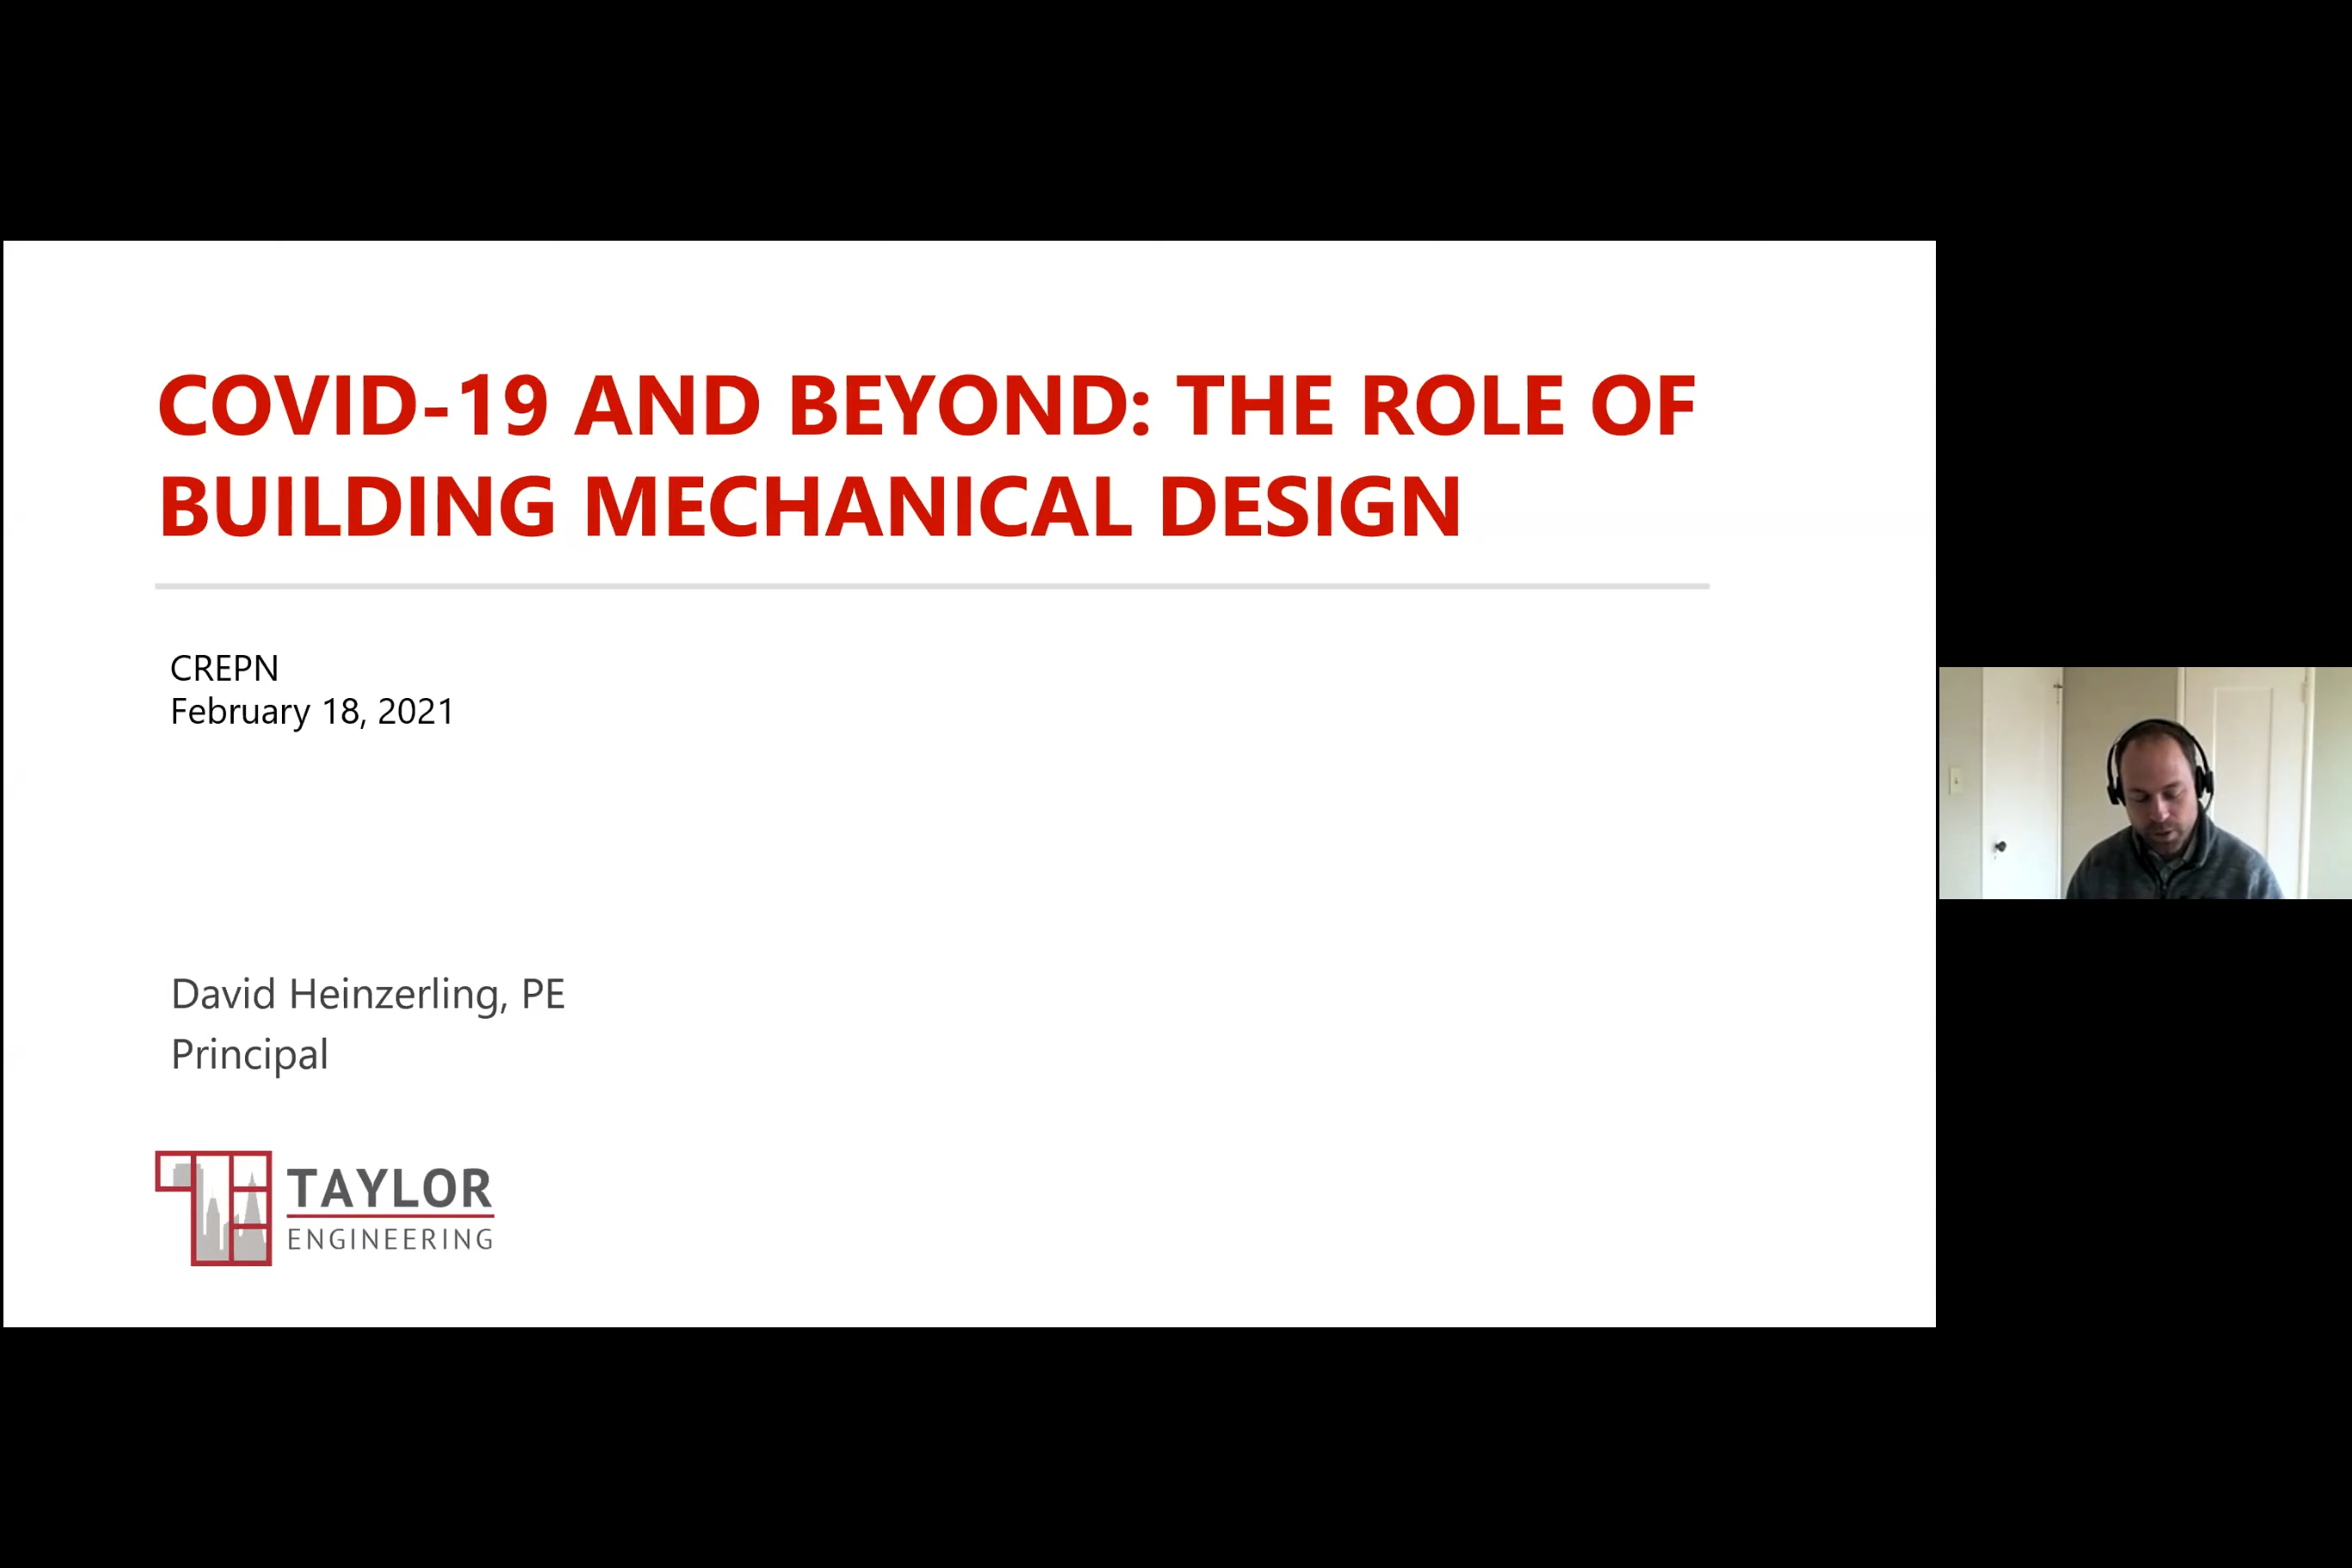 COVID-19 AND BEYOND: THE ROLE OF
BUILDING MECHANICAL DESIGN
CREPN
February 18, 2021
David Heinzerling, PE
Principal
TAYLOR
ENGINEERING